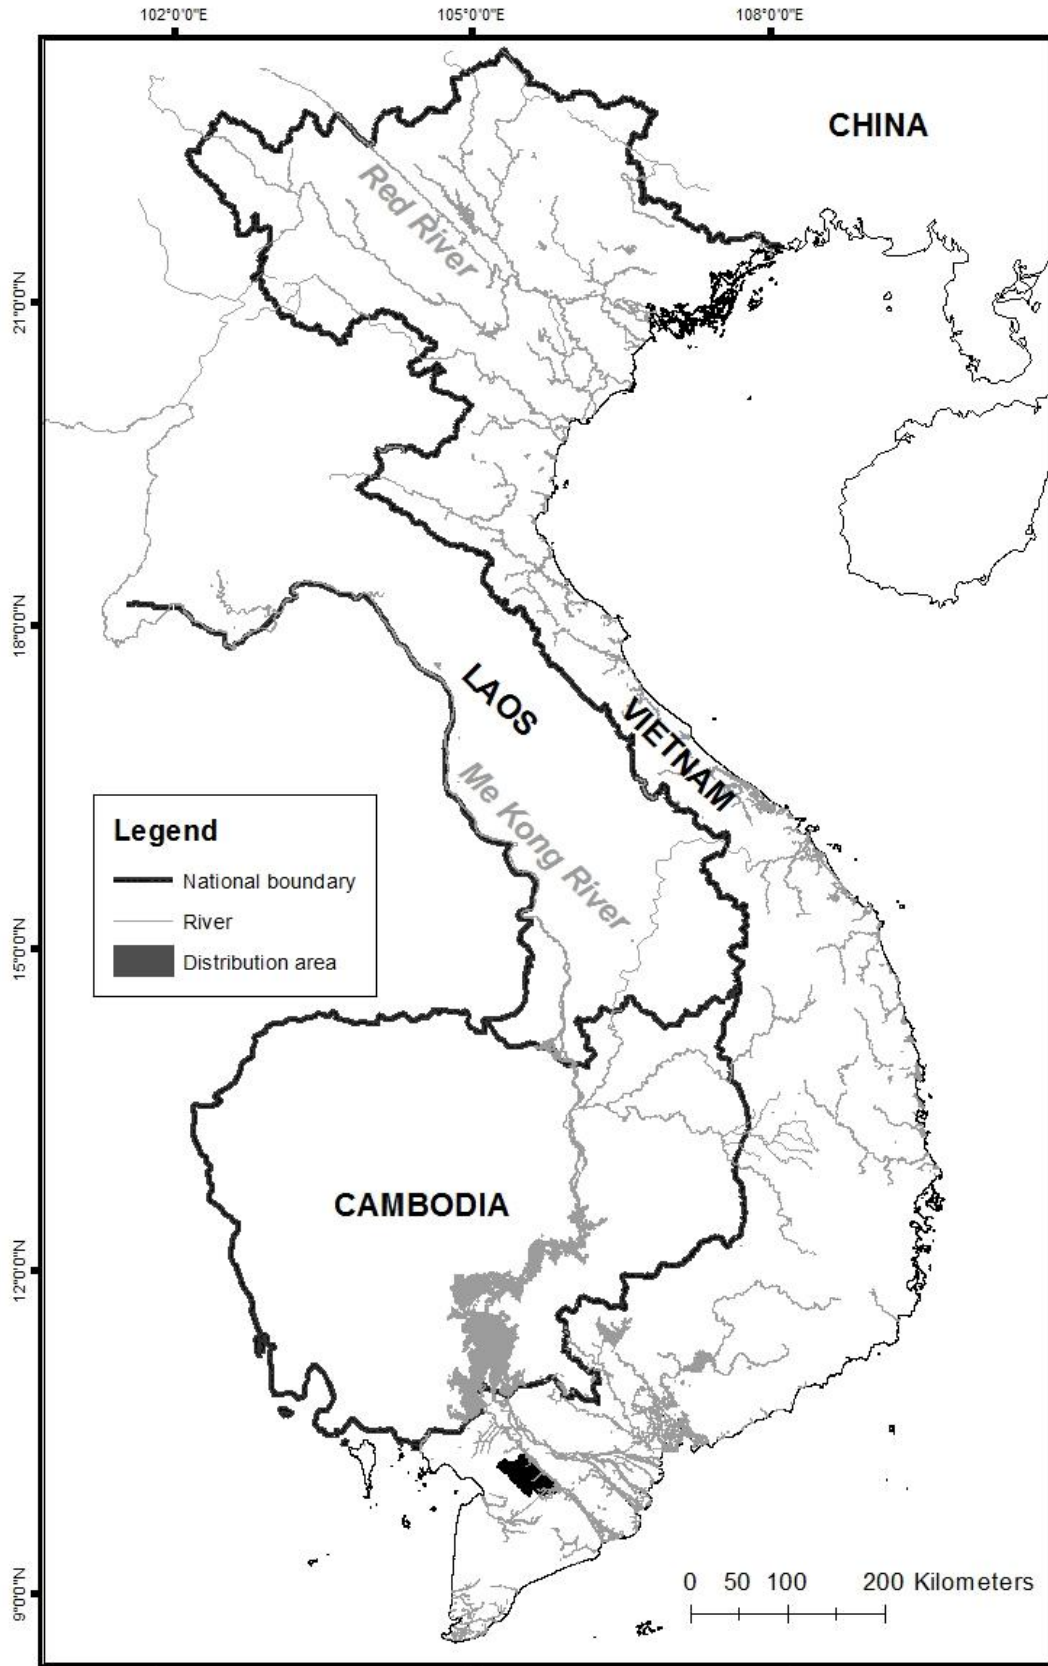 102°0'0"E
105°0'0"E
108°0'0"E
CHINA
Red River
21°0'0"N
18°0'0"N
LAOS
VIETNAM
Me Kong River
Legend
National boundary
River
Distribution area
15°0'0"N
CAMBODIA
12°0'0"N
9°0'0"N
0 50 100 200 Kilometers